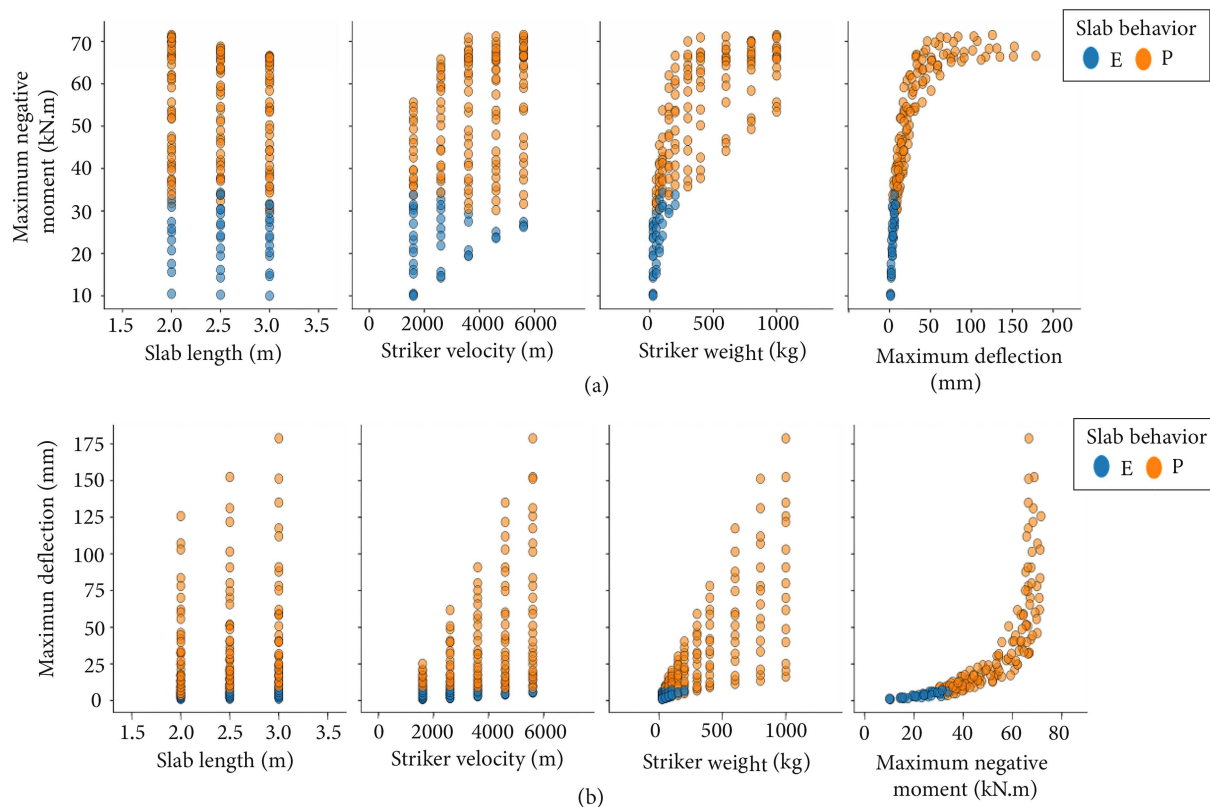 (a)
Maximum negative
moment (kN.m)
70
60
50
40
30
20
10
1.5 2.0 2.5 3.0 3.5
Slab length (m)
0 2000 4000 6000
Striker velocity (m)
0 500 1000
Striker weight (kg)
0 50 100 150 200
Maximum deflection
(mm)
Slab behavior
E P
(a)
Maximun deflection (mm)
175
150
125
100
75
50
25
0
1.5 2.0 2.5 3.0 3.5
Slab length (m)
0 2000 4000 6000
Striker velocity (m)
0 500 1000
Striker weight (kg)
0 20 40 60 80
Maximum negative
moment (kN.m)
Slab behavior
E P
(b)